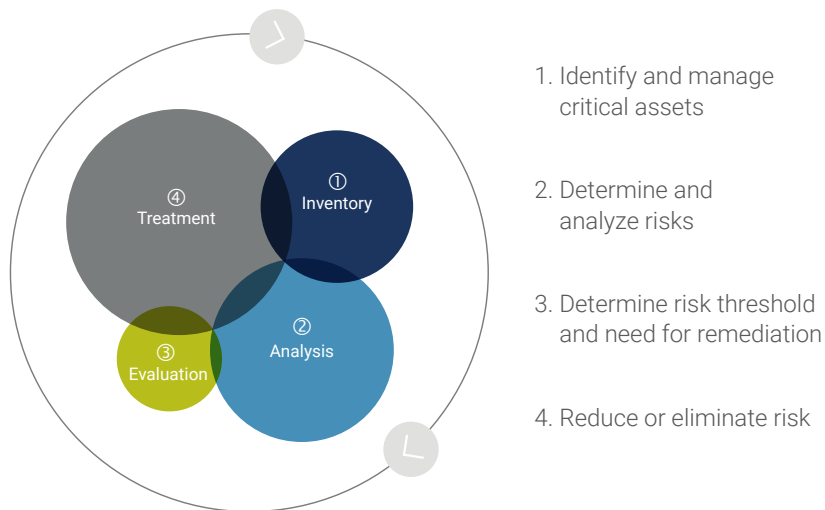 ①
Inventory
④
Treatment
②
Analysis
③
Evaluation
1. Identify and manage
critical assets
2. Determine and
analyze risks
3. Determine risk threshold
and need for remediation
4. Reduce or eliminate risk